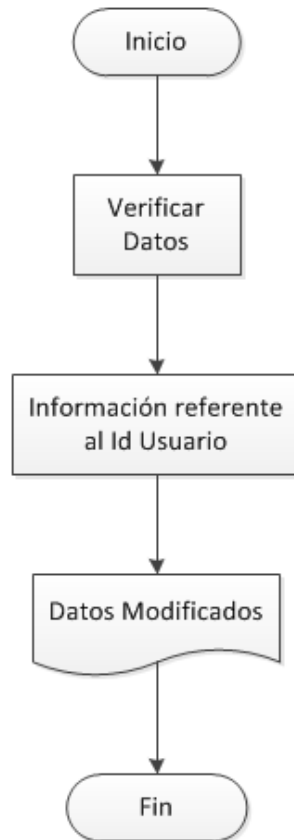 Inicio
Verificar
Datos
Información referente
al Id Usuario
Datos Modificados
Fin